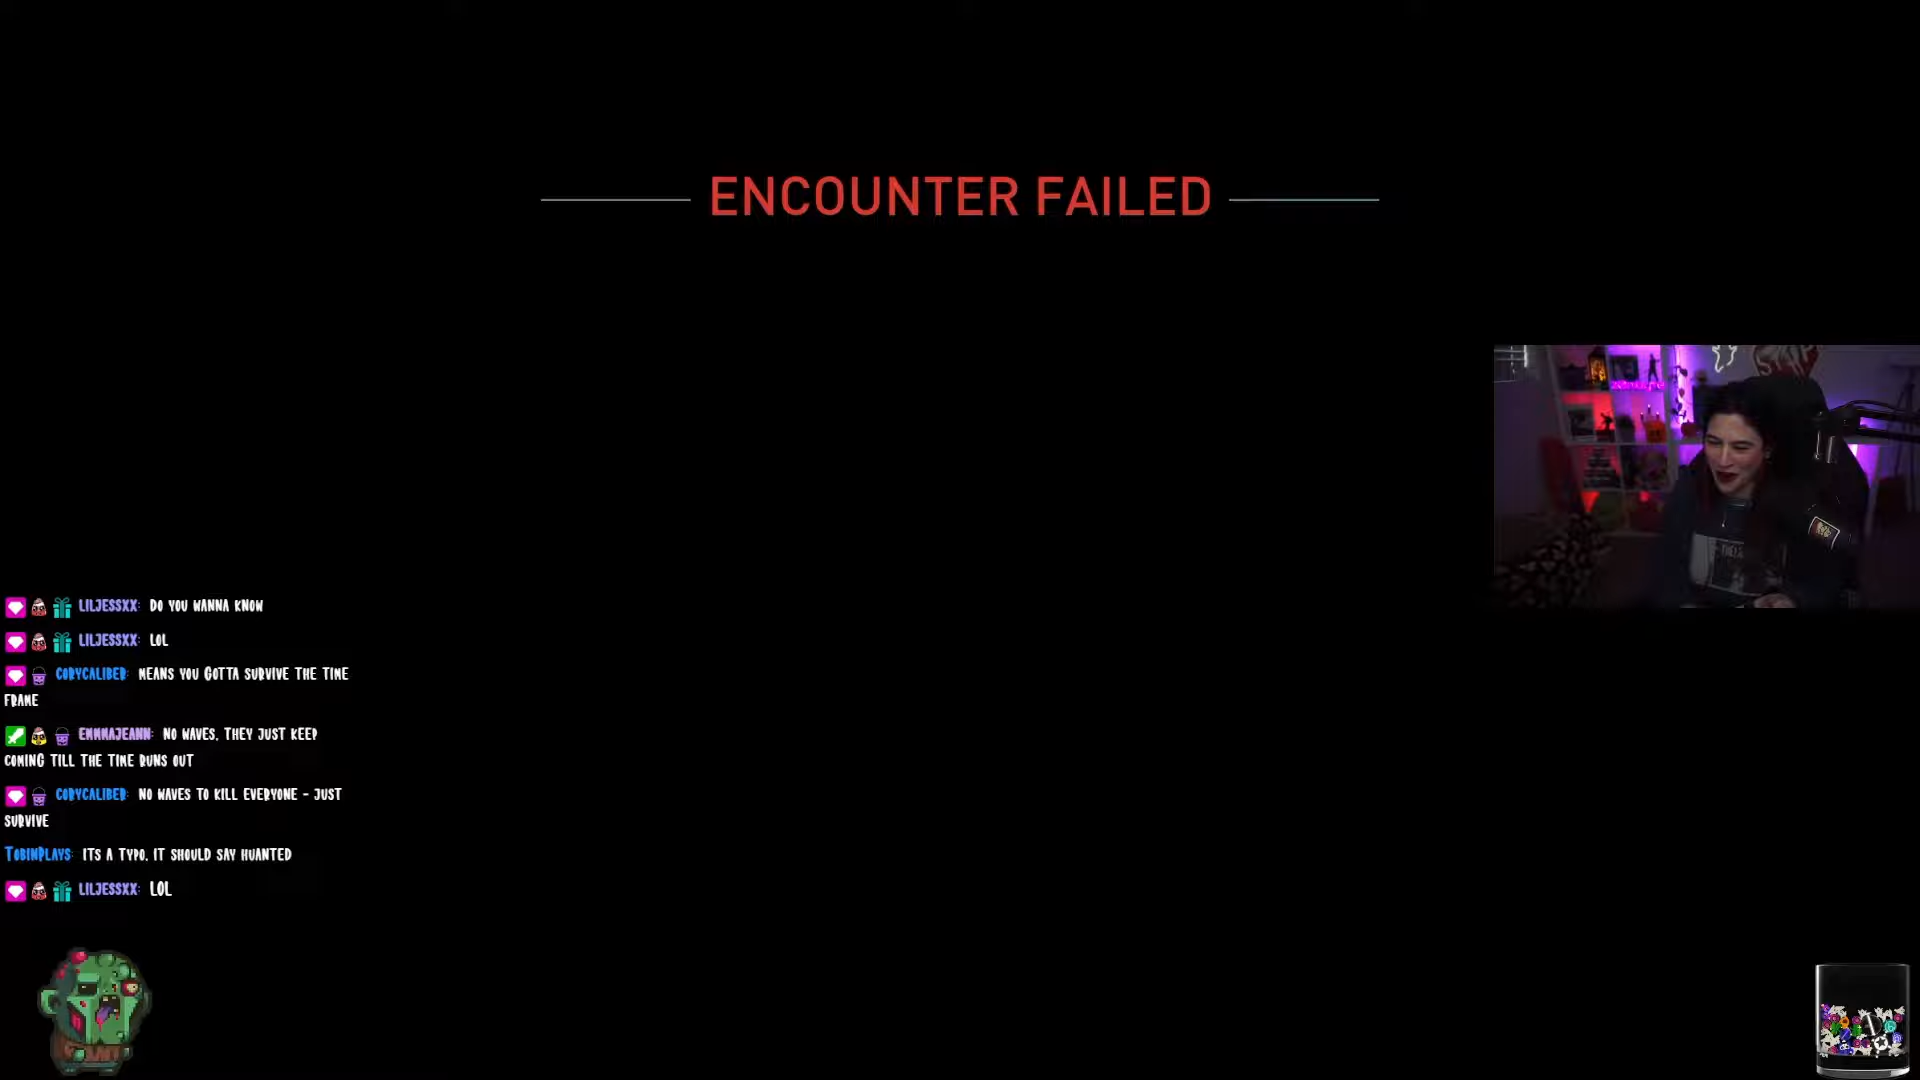 ENCOUNTER FAILED
LILJESSXX: DO YOU WANNA KNOW
LILJESSXX: LOL
CORYCALIBER: MEANS YOU GOTTA SURVIVE THE TIME
FRAME
EMMAJEANN: NO WAVES, THEY JUST KEEP
COMING TILL THE TIME RUNS OUT
CORYCALIBER: NO WAVES TO KILL EVERYONE - JUST
SURVIVE
TOBINPLAYS: ITS A TYPO. IT SHOULD SAY HUANTED
LILJESSXX: LOL